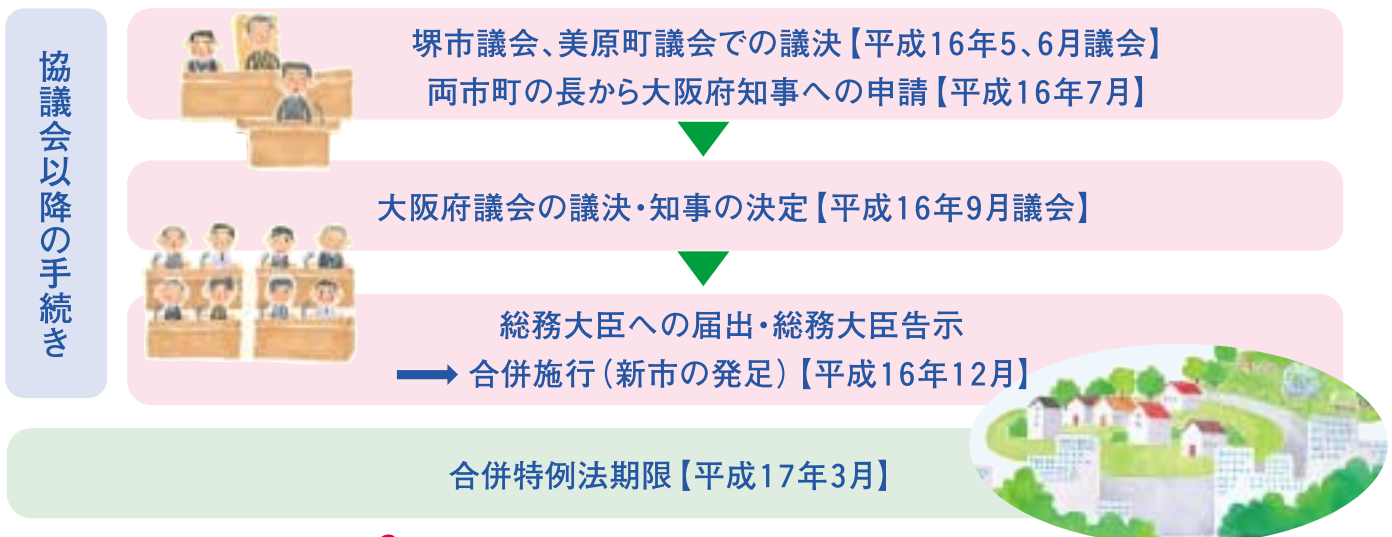 協議会以降の手続き
堺市議会、美原町議会での議決【平成16年5、6月議会】
両市町の長から大阪府知事への申請【平成16年7月】
大阪府議会の議決・知事の決定【平成16年9月議会】
総務大臣への届出・総務大臣告示
合併施行（新市の発足）【平成16年12月】
合併特例法期限【平成17年3月】